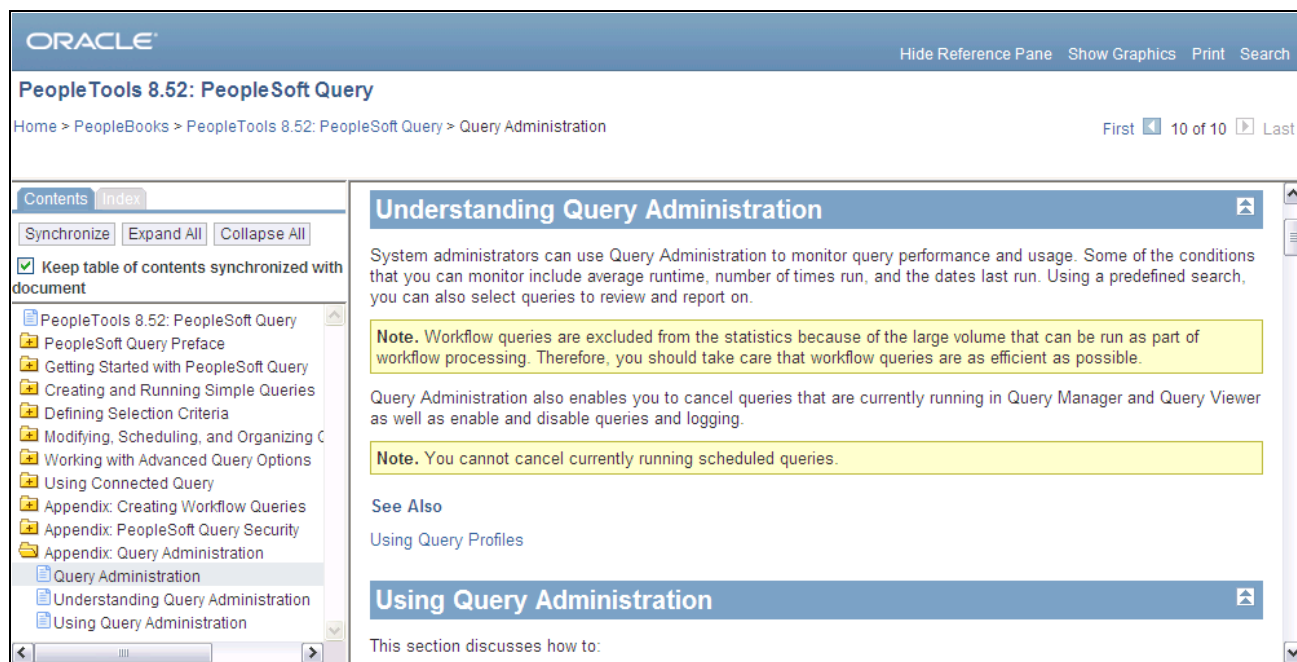 ORACLE
Hide Reference Pane Show Graphics Print Search
PeopleTools 8.52: PeopleSoft Query
Home > PeopleBooks > PeopleTools 8.52: PeopleSoft Query > Query Administration
First 10 of 10 Last
Contents Index
Synchronize Expand All Collapse All
Keep table of contents synchronized with
document
PeopleTools 8.52: PeopleSoft Query
PeopleSoft Query Preface
Getting Started with PeopleSoft Query
Creating and Running Simple Queries
Defining Selection Criteria
Modifying, Scheduling, and Organizing
Working with Advanced Query Options
Using Connected Query
Appendix: Creating Workflow Queries
Appendix: PeopleSoft Query Security
Appendix: Query Administration
Query Administration
Understanding Query Administration
Using Query Administration
Understanding Query Administration
System administrators can use Query Administration to monitor query performance and usage. Some of the conditions
that you can monitor include average runtime, number of times run, and the dates last run. Using a predefined search,
you can also select queries to review and report on.
Note. Workflow queries are excluded from the statistics because of the large volume that can be run as part of
workflow processing. Therefore, you should take care that workflow queries are as efficient as possible.
Query Administration also enables you to cancel queries that are currently running in Query Manager and Query Viewer
as well as enable and disable queries and logging.
Note. You cannot cancel currently running scheduled queries.
See Also
Using Query Profiles
Using Query Administration
This section discusses how to: